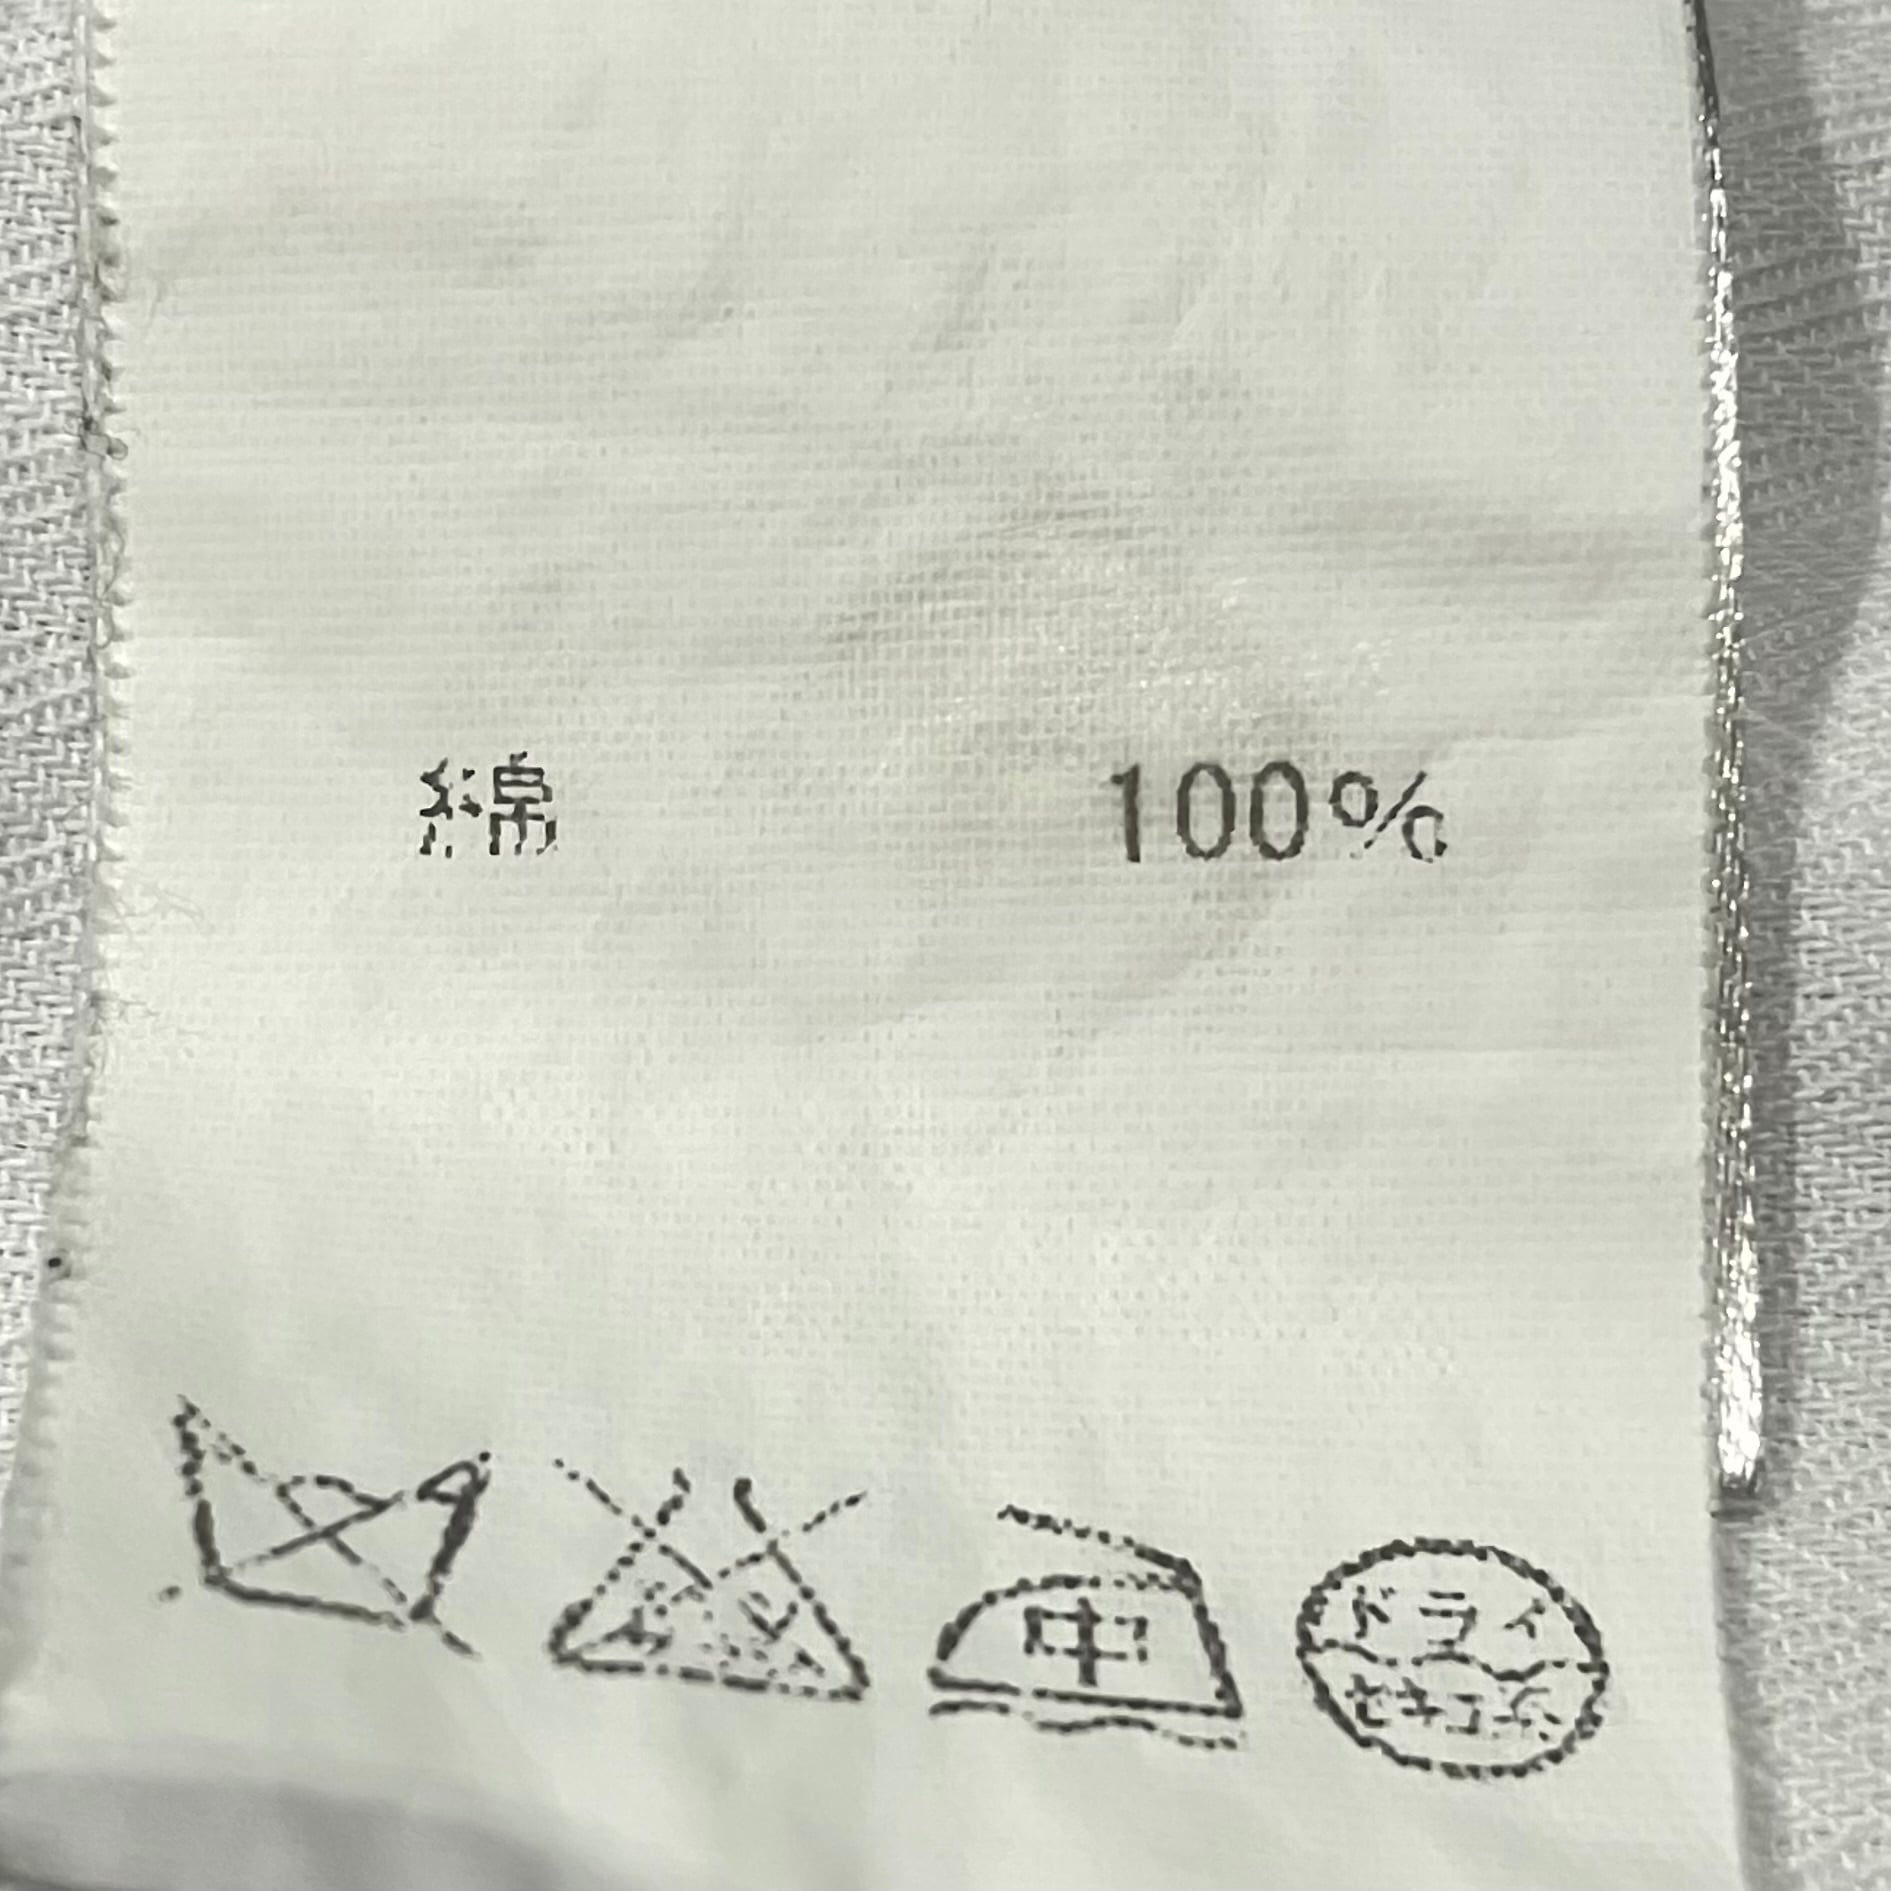 綿 100%
中
ドライ
セキユ系